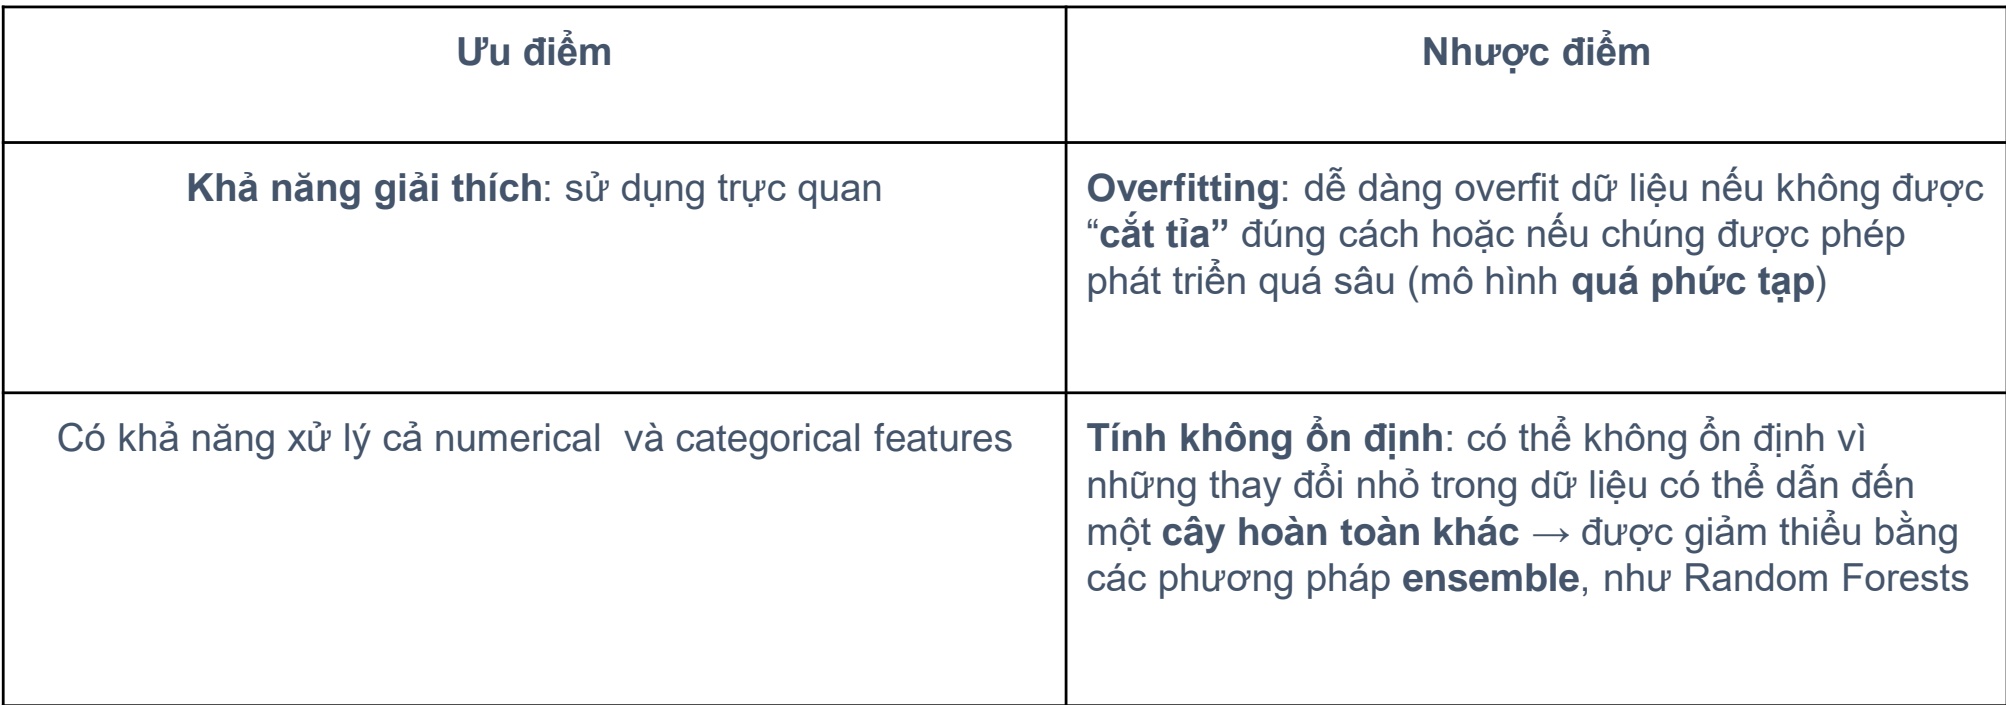 Ưu điểm
Nhược điểm
Khả năng giải thích: sử dụng trực quan
Overfitting: dễ dàng overfit dữ liệu nếu không được
“cắt tỉa” đúng cách hoặc nếu chúng được phép
phát triển quá sâu (mô hình quá phức tạp)
Có khả năng xử lý cả numerical  và categorical features
Tính không ổn định: có thể không ổn định vì
những thay đổi nhỏ trong dữ liệu có thể dẫn đến
một cây hoàn toàn khác → được giảm thiểu bằng
các phương pháp ensemble, như Random Forests